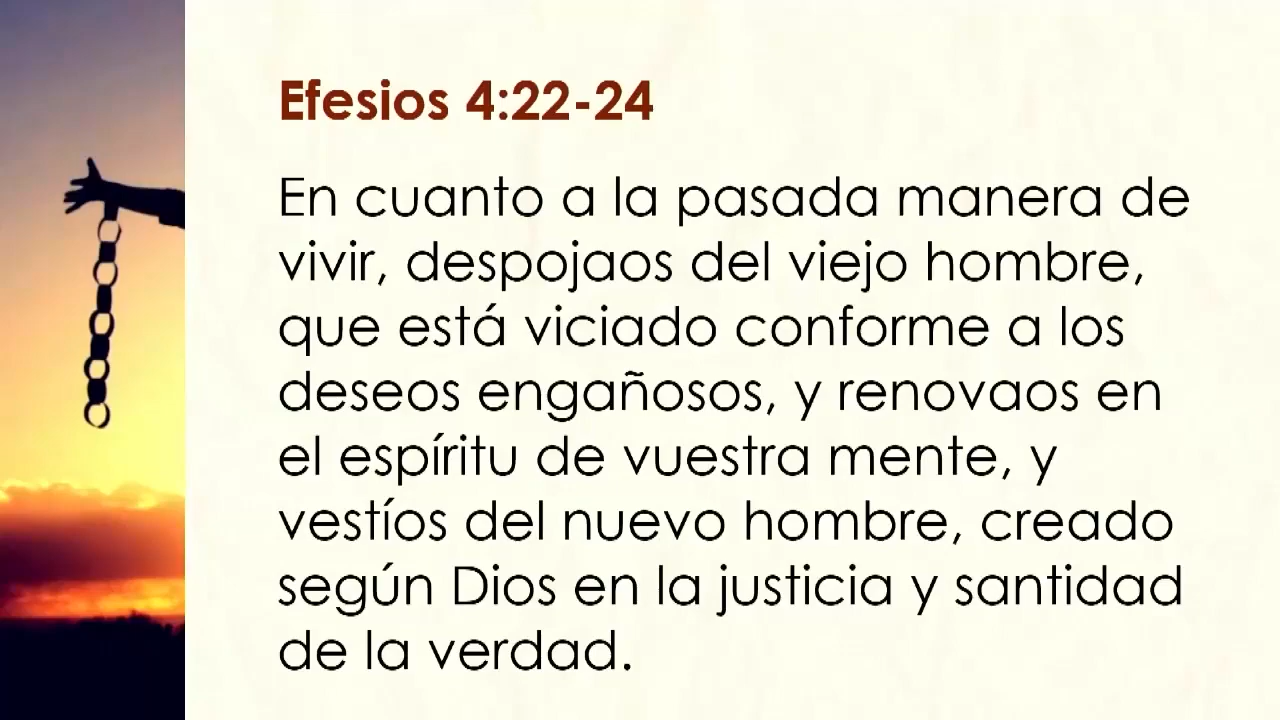 Efesios 4:22-24
En cuanto a la pasada manera de
vivir, despojaos del viejo hombre,
que está viciado conforme a los
deseos engañosos, y renovaos en
el espíritu de vuestra mente, y
vestíos del nuevo hombre, creado
según Dios en la justicia y santidad
de la verdad.